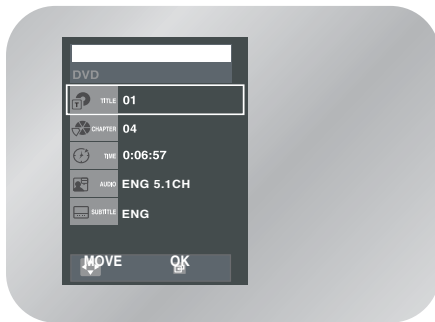 DVD
TITLE 01
CHAPTER 04
TIME 0:06:57
AUDIO ENG 5.1CH
SUBTITLE ENG
MOVE OK